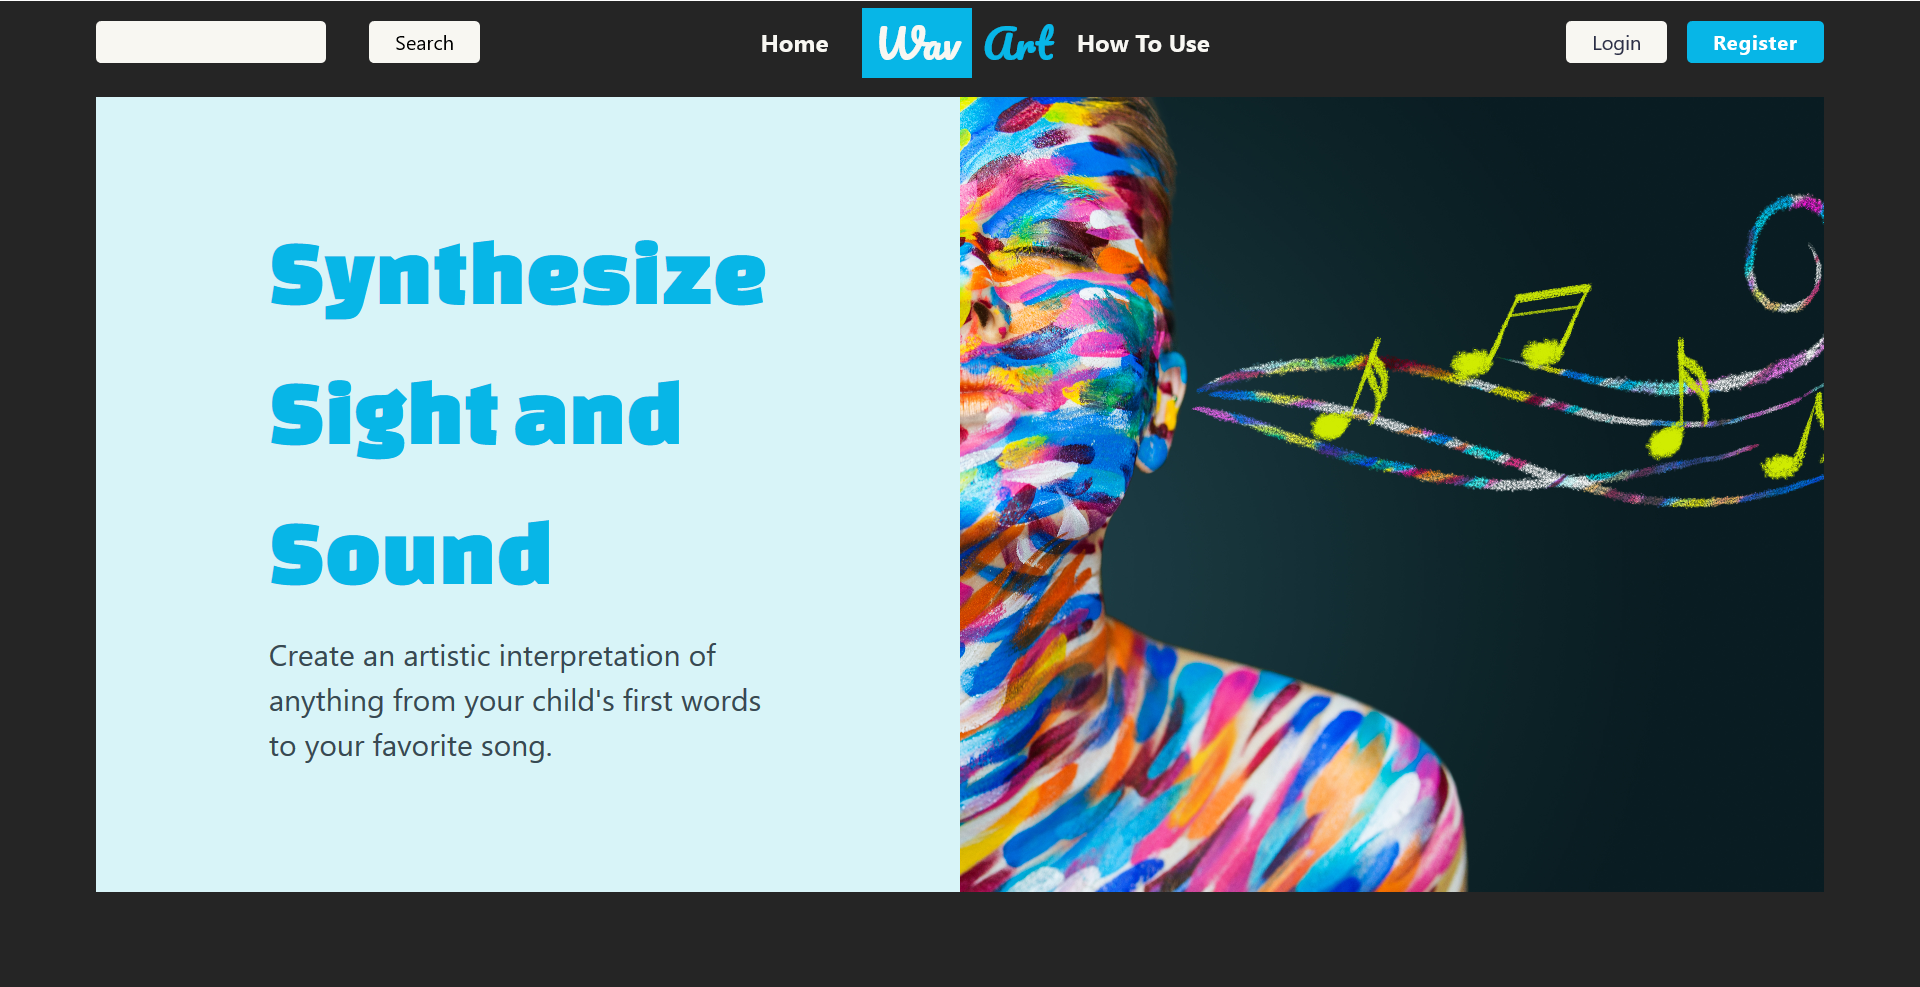 Search
Home
Wav Art
How To Use
Login
Register
Synthesize
Sight and
Sound
Create an artistic interpretation of
anything from your child's first words
to your favorite song.